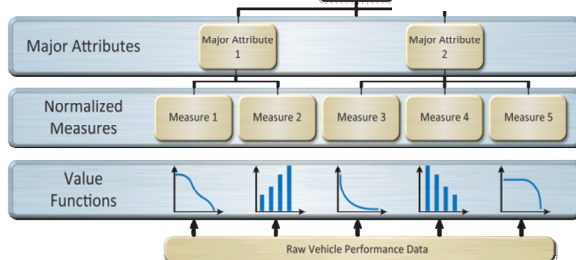 Major Attributes
Major Attribute
1
Major Attribute
2
Normalized
Measures
Measure 1
Measure 2
Measure 3
Measure 4
Measure 5
Value
Functions
Raw Vehicle Performance Data